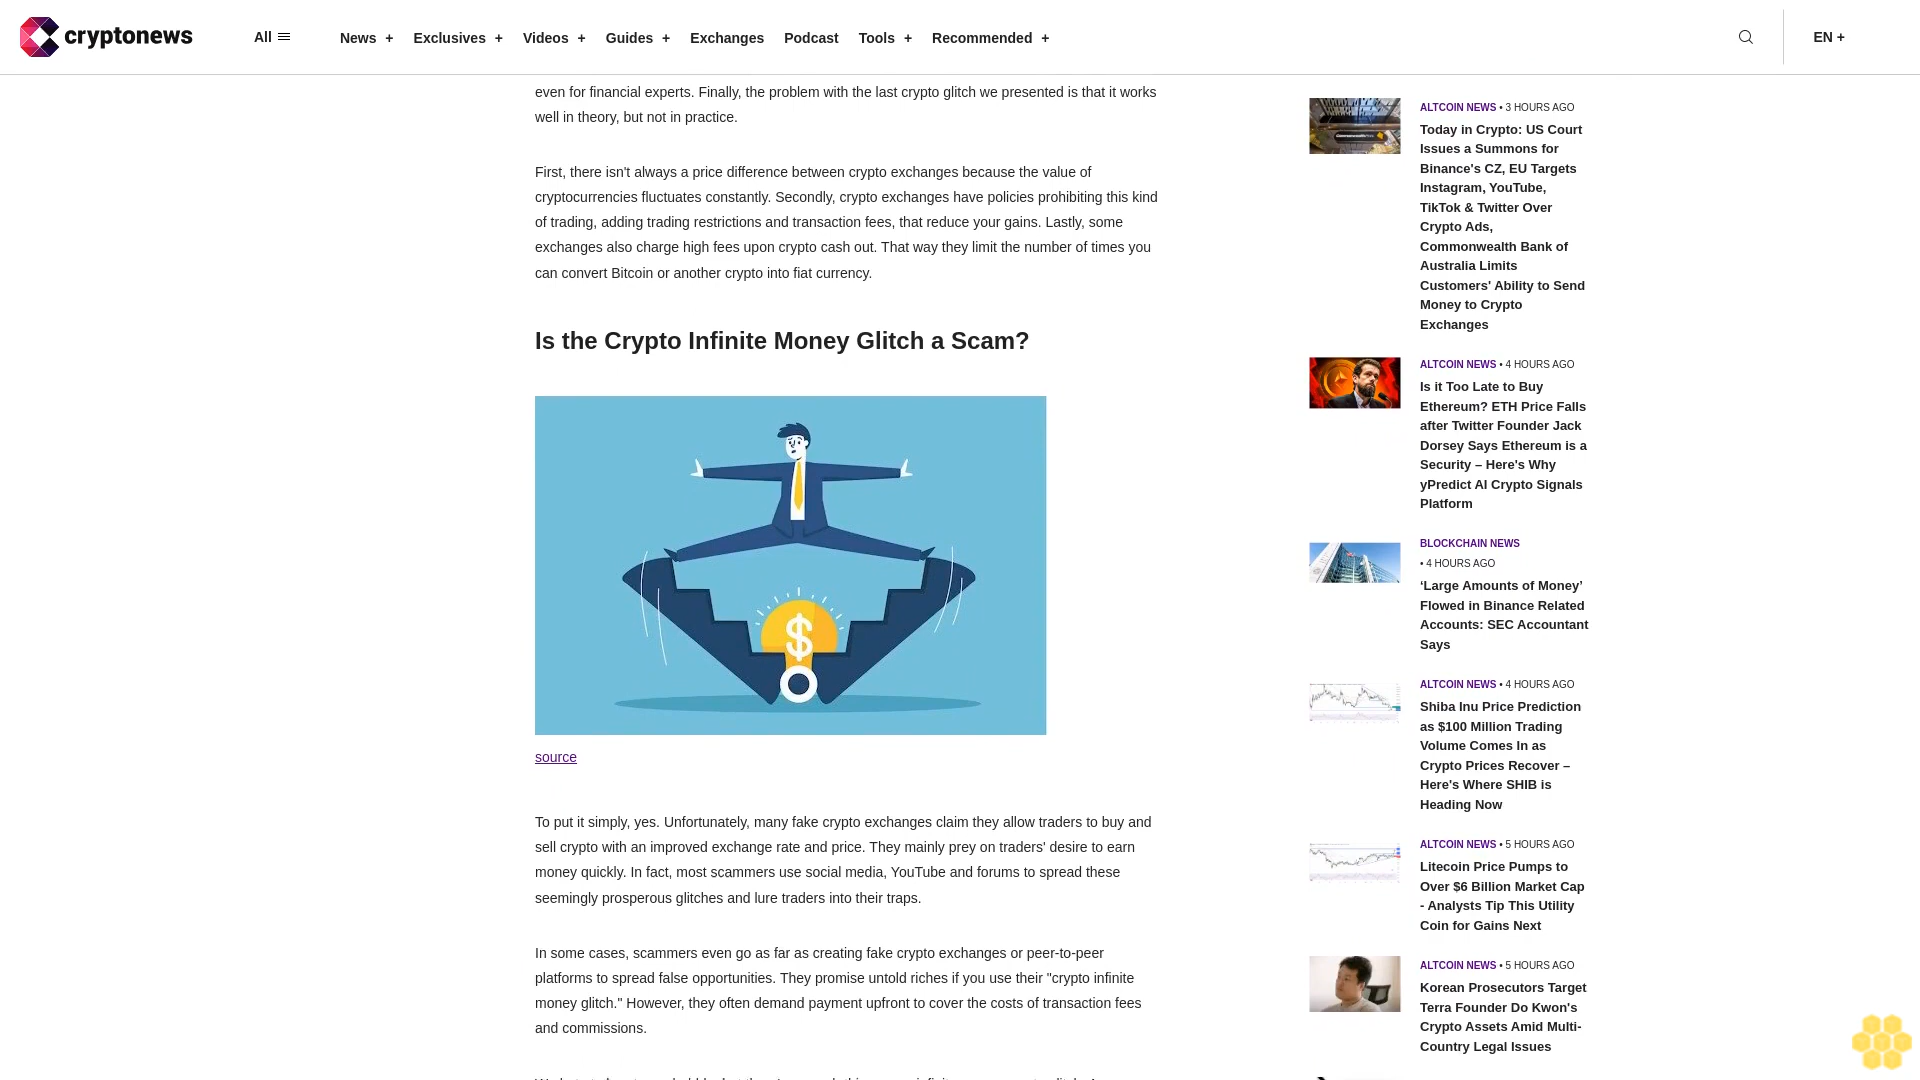 cryptonews
All
News +
Exclusives +
Videos +
Guides +
Exchanges
Podcast
Tools +
Recommended +
EN +
even for financial experts. Finally, the problem with the last crypto glitch we presented is that it works
well in theory, but not in practice.
First, there isn't always a price difference between crypto exchanges because the value of
cryptocurrencies fluctuates constantly. Secondly, crypto exchanges have policies prohibiting this kind
of trading, adding trading restrictions and transaction fees, that reduce your gains. Lastly, some
exchanges also charge high fees upon crypto cash out. That way they limit the number of times you
can convert Bitcoin or another crypto into fiat currency.
Is the Crypto Infinite Money Glitch a Scam?
$
source
To put it simply, yes. Unfortunately, many fake crypto exchanges claim they allow traders to buy and
sell crypto with an improved exchange rate and price. They mainly prey on traders' desire to earn
money quickly. In fact, most scammers use social media, YouTube and forums to spread these
seemingly prosperous glitches and lure traders into their traps.
In some cases, scammers even go as far as creating fake crypto exchanges or peer-to-peer
platforms to spread false opportunities. They promise untold riches if you use their "crypto infinite
money glitch." However, they often demand payment upfront to cover the costs of transaction fees
and commissions.
ALTCOIN NEWS • 3 HOURS AGO
Today in Crypto: US Court
Issues a Summons for
Binance's CZ, EU Targets
Instagram, YouTube,
TikTok & Twitter Over
Crypto Ads,
Commonwealth Bank of
Australia Limits
Customers' Ability to Send
Money to Crypto
Exchanges
ALTCOIN NEWS • 4 HOURS AGO
Is it Too Late to Buy
Ethereum? ETH Price Falls
after Twitter Founder Jack
Dorsey Says Ethereum is a
Security – Here's Why
yPredict AI Crypto Signals
Platform
BLOCKCHAIN NEWS
• 4 HOURS AGO
‘Large Amounts of Money’
Flowed in Binance Related
Accounts: SEC Accountant
Says
ALTCOIN NEWS • 4 HOURS AGO
Shiba Inu Price Prediction
as $100 Million Trading
Volume Comes In as
Crypto Prices Recover –
Here's Where SHIB is
Heading Now
ALTCOIN NEWS • 5 HOURS AGO
Litecoin Price Pumps to
Over $6 Billion Market Cap
- Analysts Tip This Utility
Coin for Gains Next
ALTCOIN NEWS • 5 HOURS AGO
Korean Prosecutors Target
Terra Founder Do Kwon's
Crypto Assets Amid Multi-
Country Legal Issues